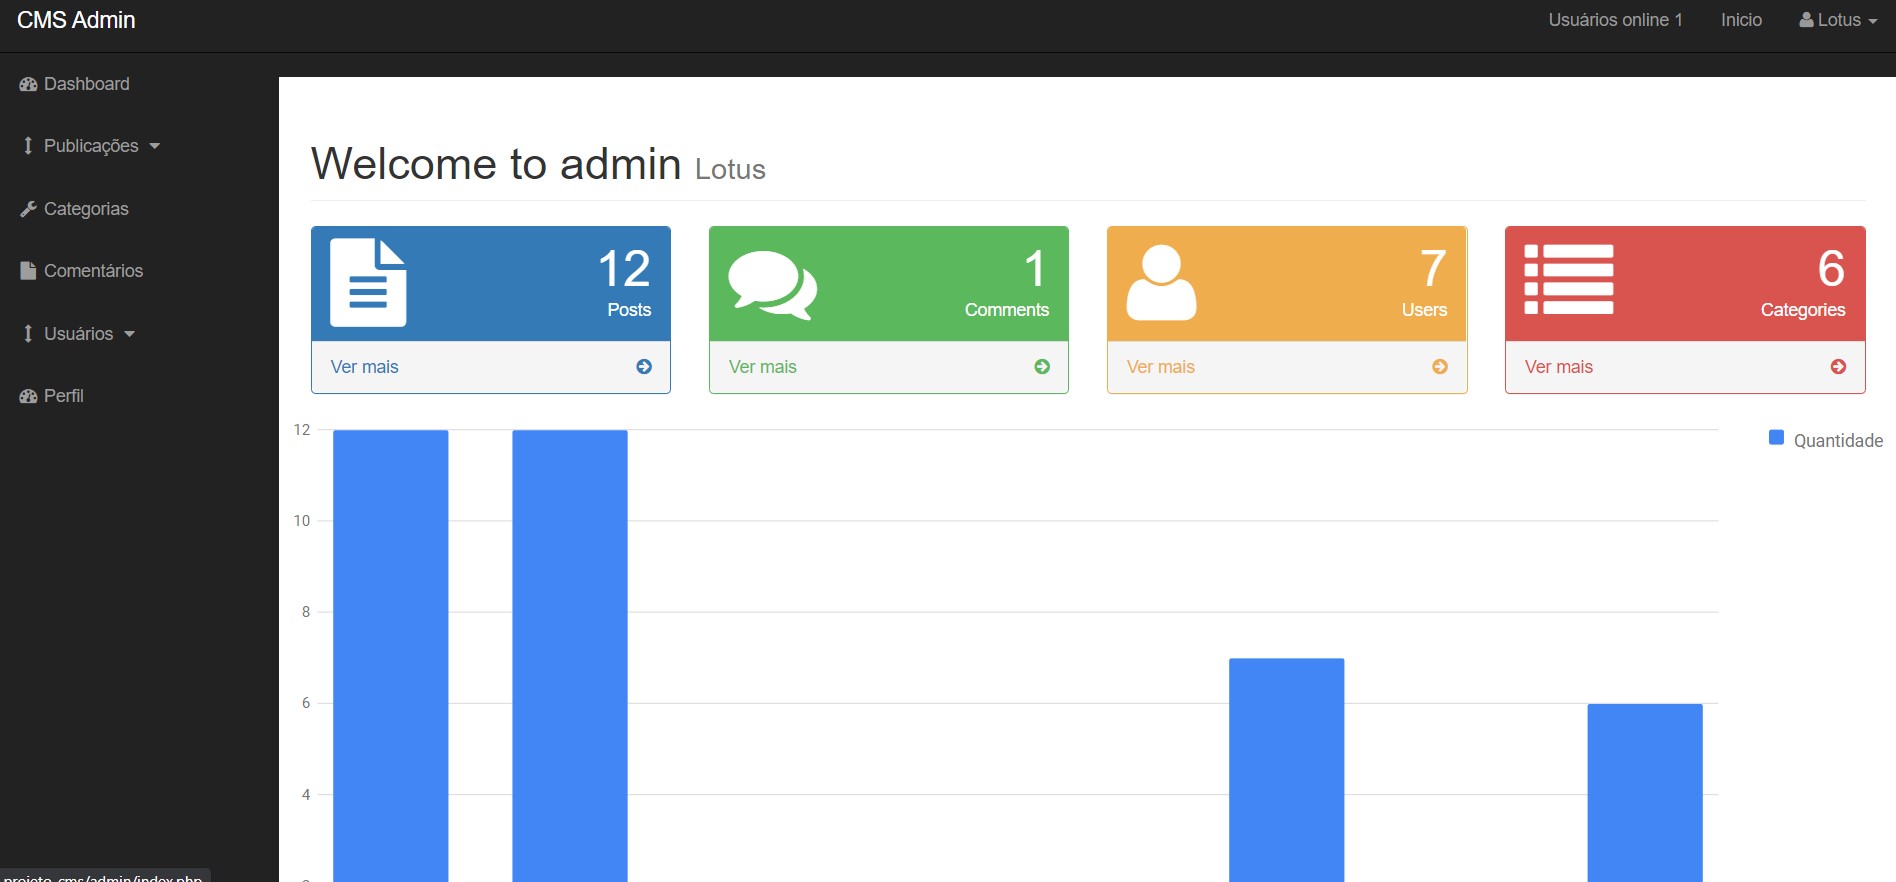 CMS Admin
Usuários online 1
Inicio
Lotus
Dashboard
Publicações
Categorias
Comentários
Usuários
Perfil
Welcome to admin Lotus
12
Posts
Ver mais
1
Comments
Ver mais
7
Users
Ver mais
6
Categories
Ver mais
12
10
8
6
4
Quantidade
projeto_cms/admin/index.php